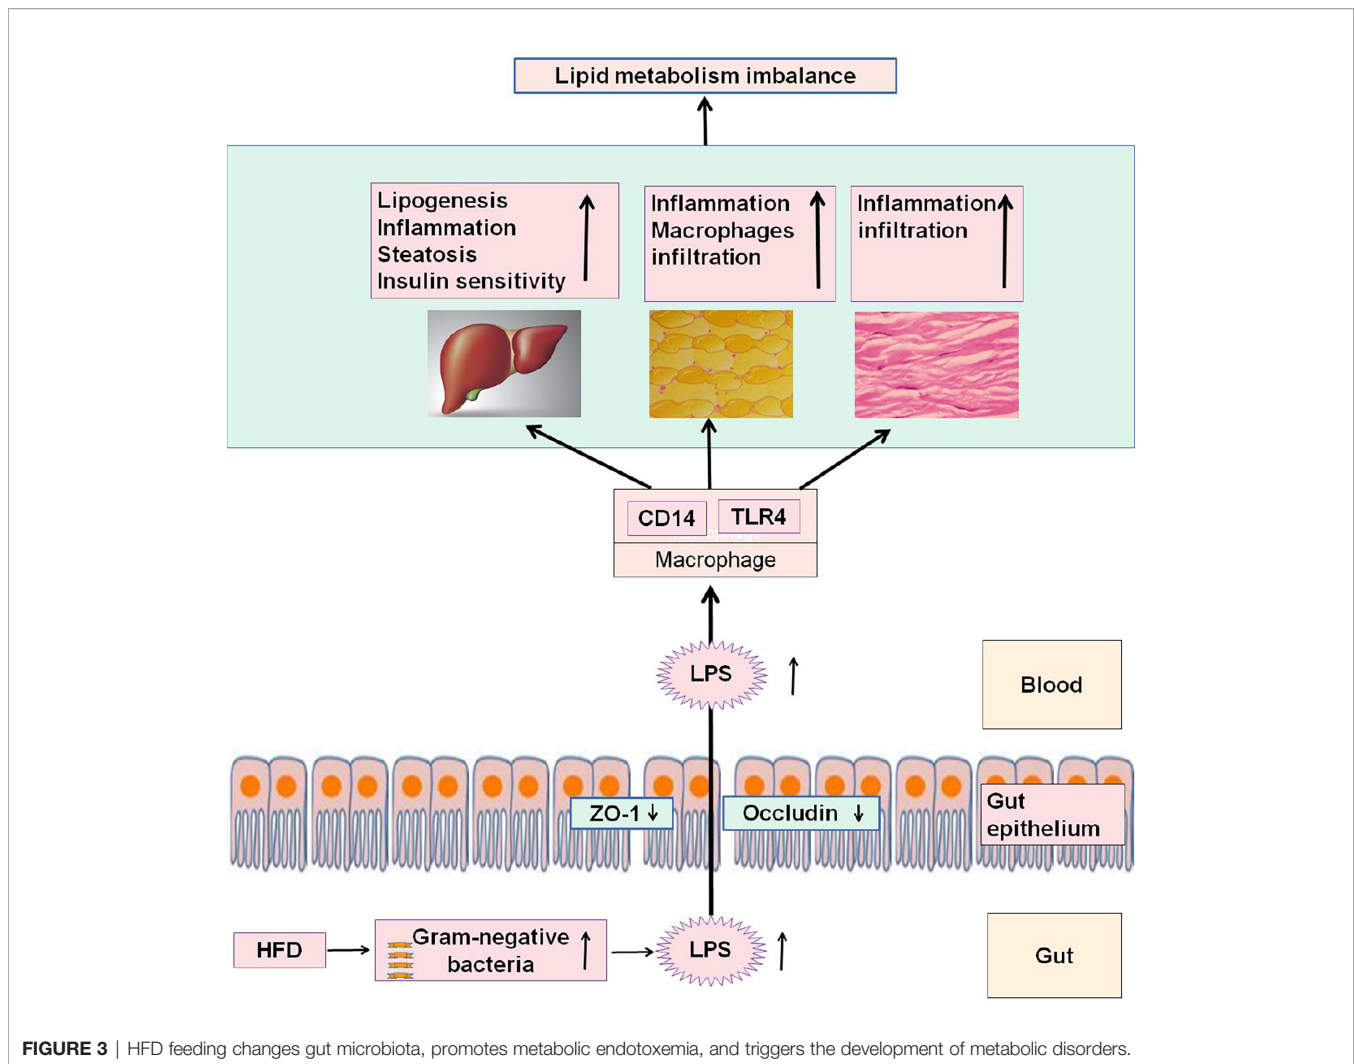 Lipid metabolism imbalance
Lipogenesis
Inflammation
Steatosis
Insulin sensitivity
Inflammation
Macrophages
infiltration
Inflammation
infiltration
CD14
TLR4
Macrophage
LPS
Blood
ZO-1
Occludin
Gut
epithelium
HFD
Gram-negative
bacteria
LPS
Gut
FIGURE 3 | HFD feeding changes gut microbiota, promotes metabolic endotoxemia, and triggers the development of metabolic disorders.